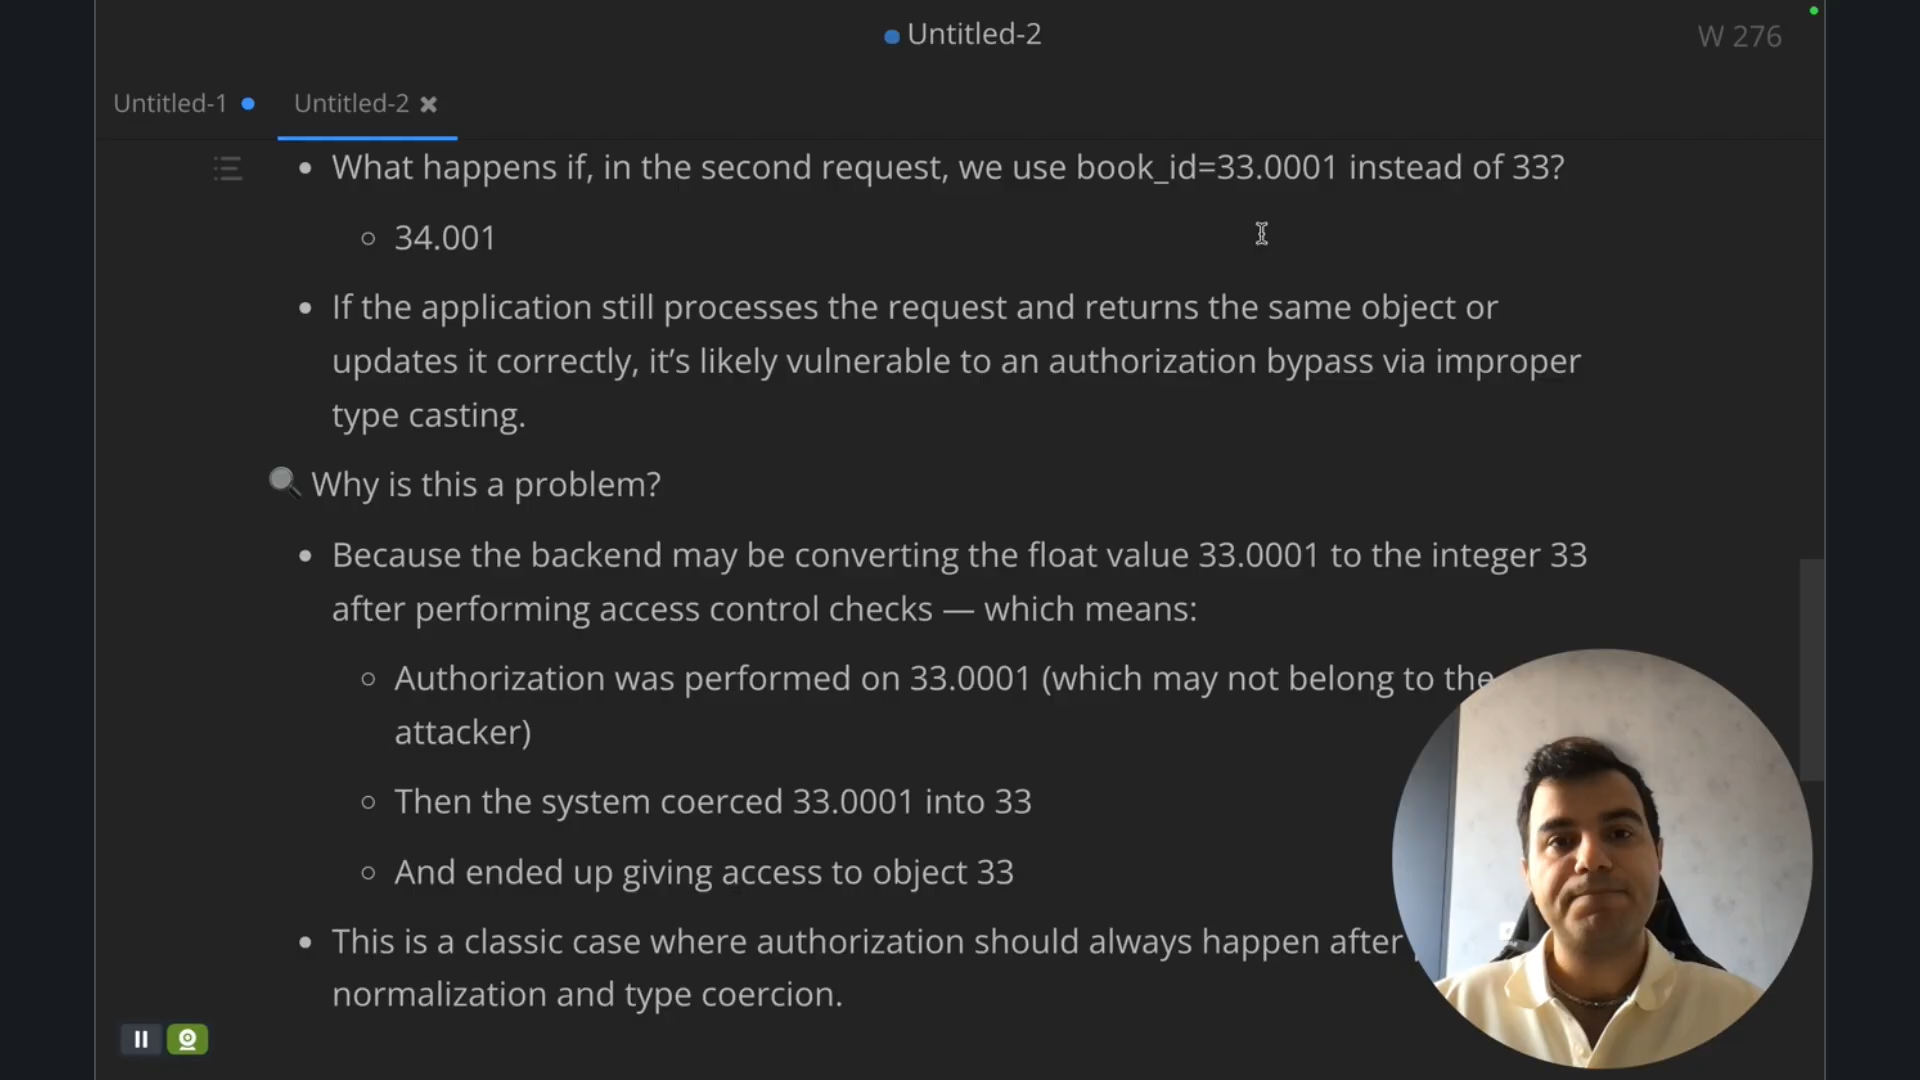 Untitled-2
W 276
Untitled-1
Untitled-2
What happens if, in the second request, we use book_id=33.0001 instead of 33?
34.001
If the application still processes the request and returns the same object or
updates it correctly, it’s likely vulnerable to an authorization bypass via improper
type casting.
Why is this a problem?
Because the backend may be converting the float value 33.0001 to the integer 33
after performing access control checks — which means:
Authorization was performed on 33.0001 (which may not belong to the
attacker)
Then the system coerced 33.0001 into 33
And ended up giving access to object 33
This is a classic case where authorization should always happen after
normalization and type coercion.